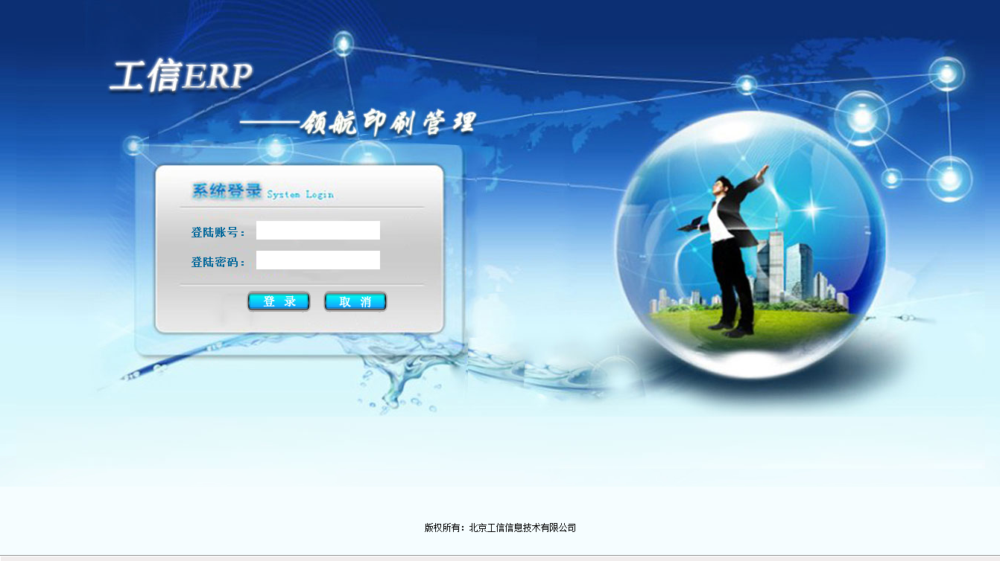 工信ERP
——领航印刷管理
系统登录 System Login
登陆账号：
登陆密码：
登 录 取 消
版权所有：北京工信信息技术有限公司